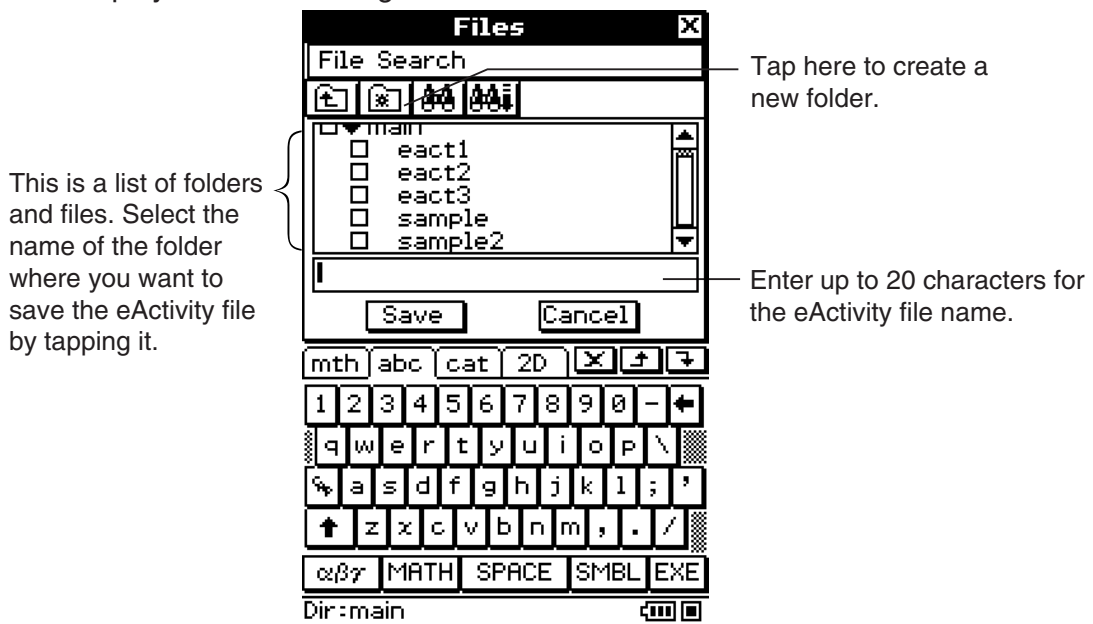 Files
File Search
Tap here to create a
new folder.
main
eact1
eact2
eact3
sample
sample2
This is a list of folders
and files. Select the
name of the folder
where you want to
save the eActivity file
by tapping it.
Enter up to 20 characters for
the eActivity file name.
Save Cancel
mth abc cat 2D
1 2 3 4 5 6 7 8 9 0 -
q w e r t y u i o p \
a s d f g h j k l ; '
z x c v b n m , . /
αβγ MATH SPACE SMBL EXE
Dir:main